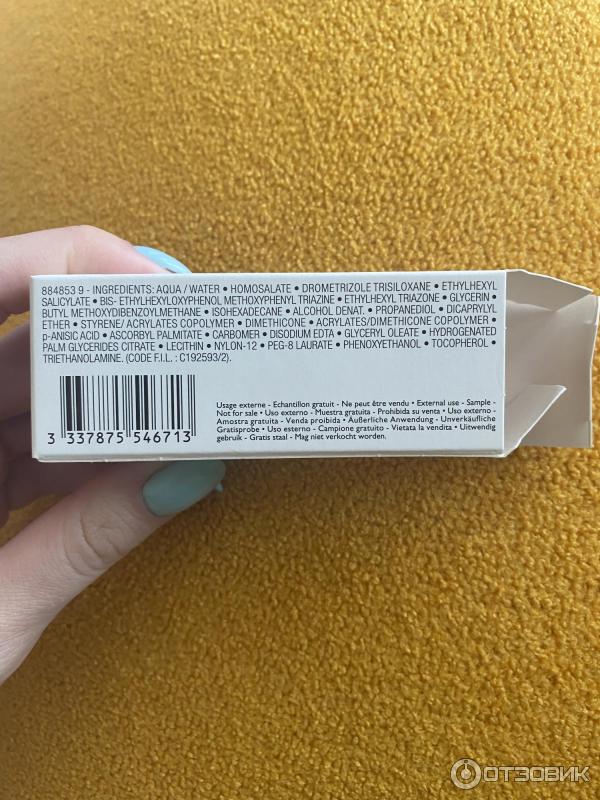 884853 9 - INGREDIENTS: AQUA / WATER • HOMOSALATE • DROMETRIZOLE TRISILOXANE • ETHYLHEXYL
SALICYLATE • BIS- ETHYLHEXYLOXYPHENOL METHOXYPHENYL TRIAZINE • ETHYLHEXYL TRIAZONE • GLYCERIN •
BUTYL METHOXYDIBENZOYLMETHANE • ISOHEXADECANE • ALCOHOL DENAT. • PROPANEDIOL • DICAPRYLYL
ETHER • STYRENE/ ACRYLATES COPOLYMER • DIMETHICONE • ACRYLATES/DIMETHICONE COPOLYMER •
p-ANISIC ACID • ASCORBYL PALMITATE • CARBOMER • DISODIUM EDTA • GLYCERYL OLEATE • HYDROGENATED
PALM GLYCERIDES CITRATE • LECITHIN • NYLON-12 • PEG-8 LAURATE • PHENOXYETHANOL • TOCOPHEROL •
TRIETHANOLAMINE. (CODE F.I.L. : C192593/2).
3 337875 546713
Usage externe - Echantillon gratuit - Ne peut être vendu • External use - Sample -
Not for sale • Uso externo - Muestra gratuita - Prohibida su venta • Uso externo -
Amostra gratuita - Venda proibida • Äußerliche Anwendung - Unverkäufliche
Gratisprobe • Uso esterno - Campione gratuito - Vietata la vendita • Uitwendig
gebruik - Gratis staal - Mag niet verkocht worden.
ОТЗОВИК